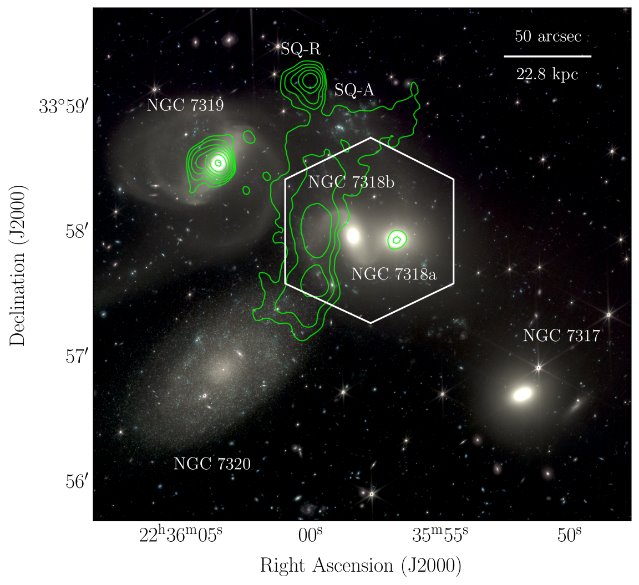 50 arcsec
22.8 kpc
SQ-R
SQ-A
NGC 7319
33°59′
NGC 7318b
58′
NGC 7318a
Declination (J2000)
57′
NGC 7317
NGC 7320
56′
22ʰ36ᵐ05ˢ 00ˢ 35ᵐ55ˢ 50ˢ
Right Ascension (J2000)